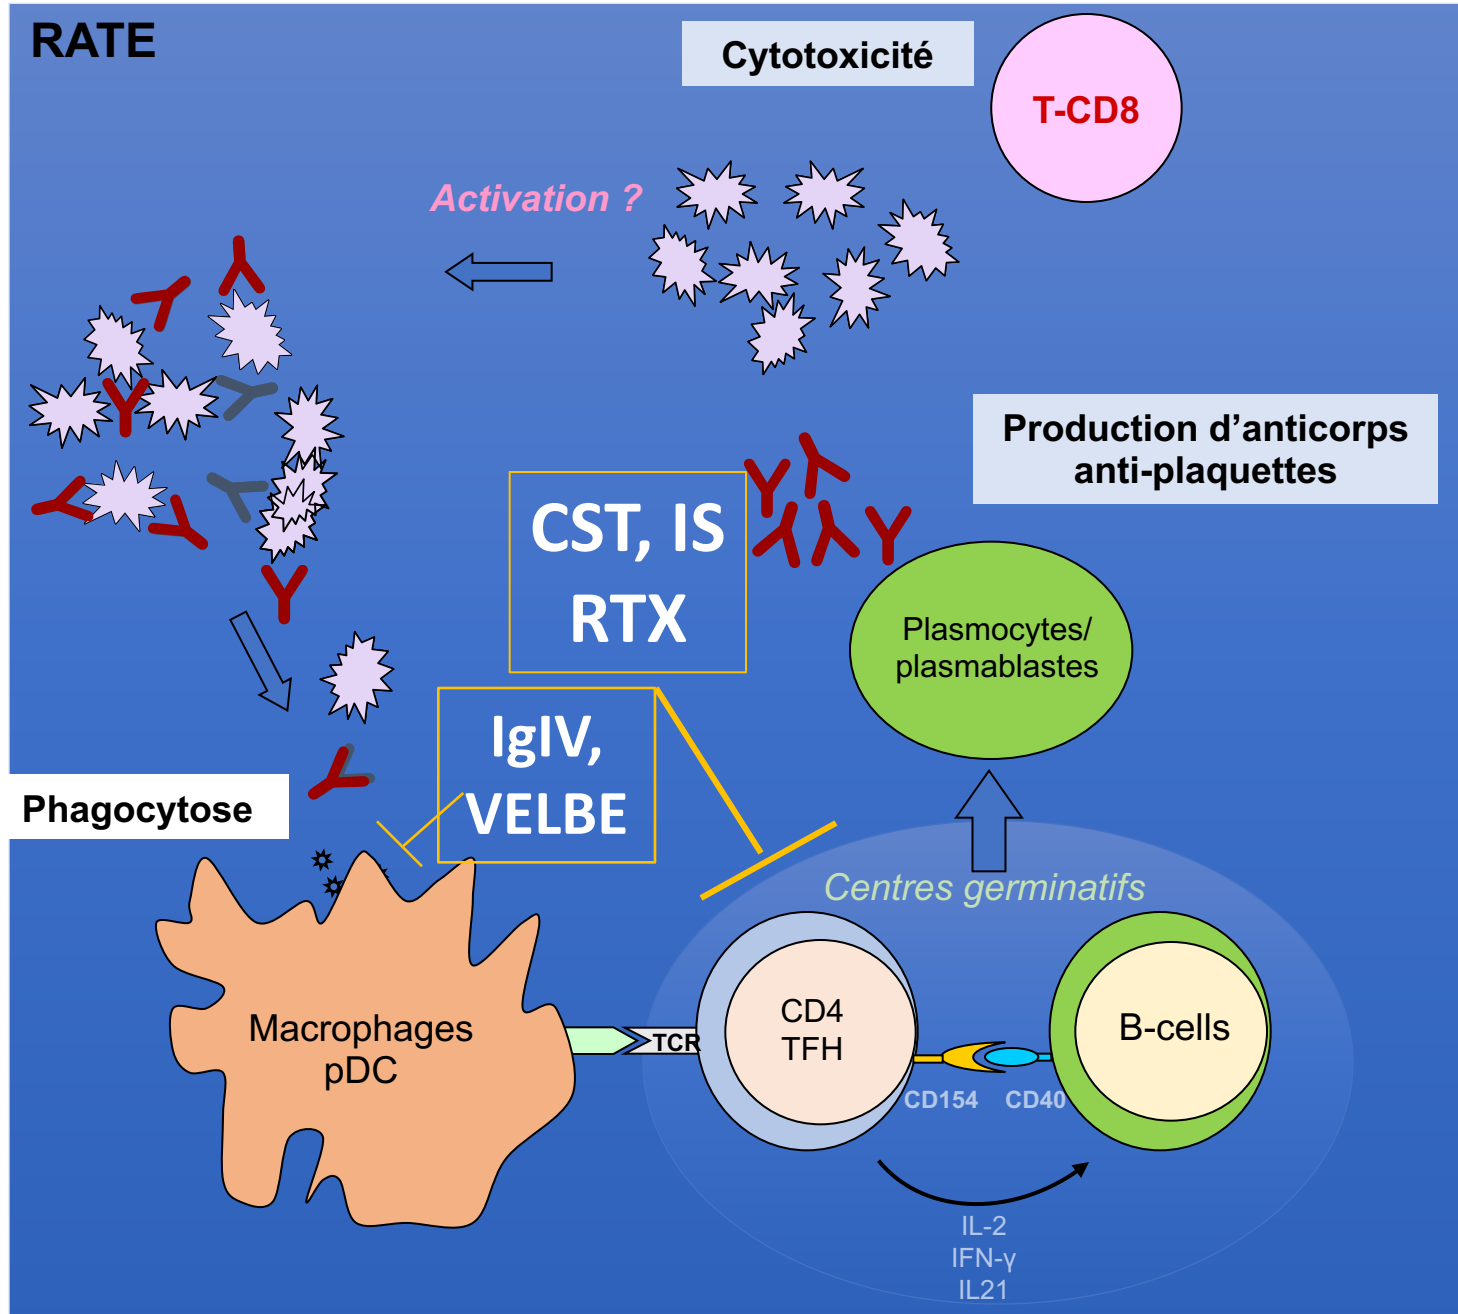 RATE
Cytotoxicité
T-CD8
Activation ?
Production d’anticorps
anti-plaquettes
CST, IS
RTX
Plasmocytes/
plasmablastes
IgIV,
VELBE
Phagocytose
Centres germinatifs
Macrophages
pDC
TCR
CD4
TFH
B-cells
CD154
CD40
IL-2
IFN-γ
IL21